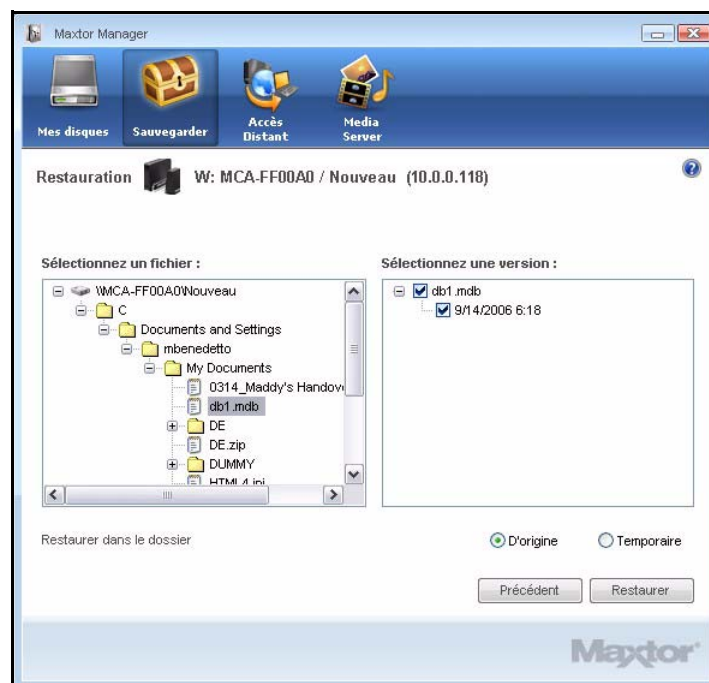 Maxtor Manager
Mes disques
Sauvegarder
Accès
Distant
Media
Server
Restauration W: MCA-FF00A0 / Nouveau (10.0.0.118)
Sélectionnez un fichier :
Sélectionnez une version :
\\MCA-FF00A0\Nouveau
C
Documents and Settings
mbenedetto
My Documents
0314_Maddy's Handov
db1.mdb
DE
DE.zip
DUMMY
HTML4.ini
db1.mdb
9/14/2006 6:18
Restaurer dans le dossier
D'origine
Temporaire
Précédent
Restaurer
Maxtor